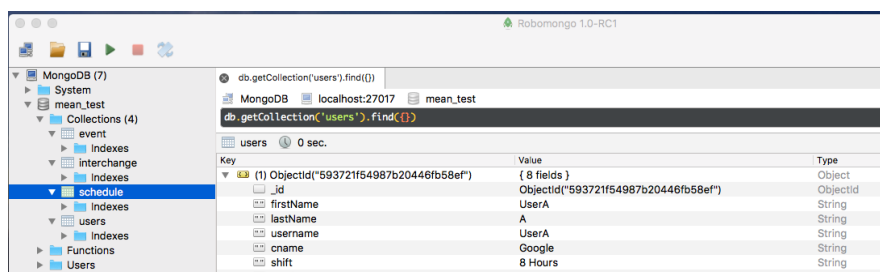 Robomongo 1.0-RC1
MongoDB (7)
System
mean_test
Collections (4)
event
Indexes
interchange
Indexes
schedule
Indexes
users
Indexes
Functions
Users
db.getCollection('users').find({})
MongoDB localhost:27017 mean_test
db.getCollection('users').find({})
users 0 sec.
Key Value Type
(1) ObjectId("593721f54987b20446fb58ef") { 8 fields } Object
_id ObjectId("593721f54987b20446fb58ef") ObjectId
firstName UserA String
lastName A String
username UserA String
cname Google String
shift 8 Hours String